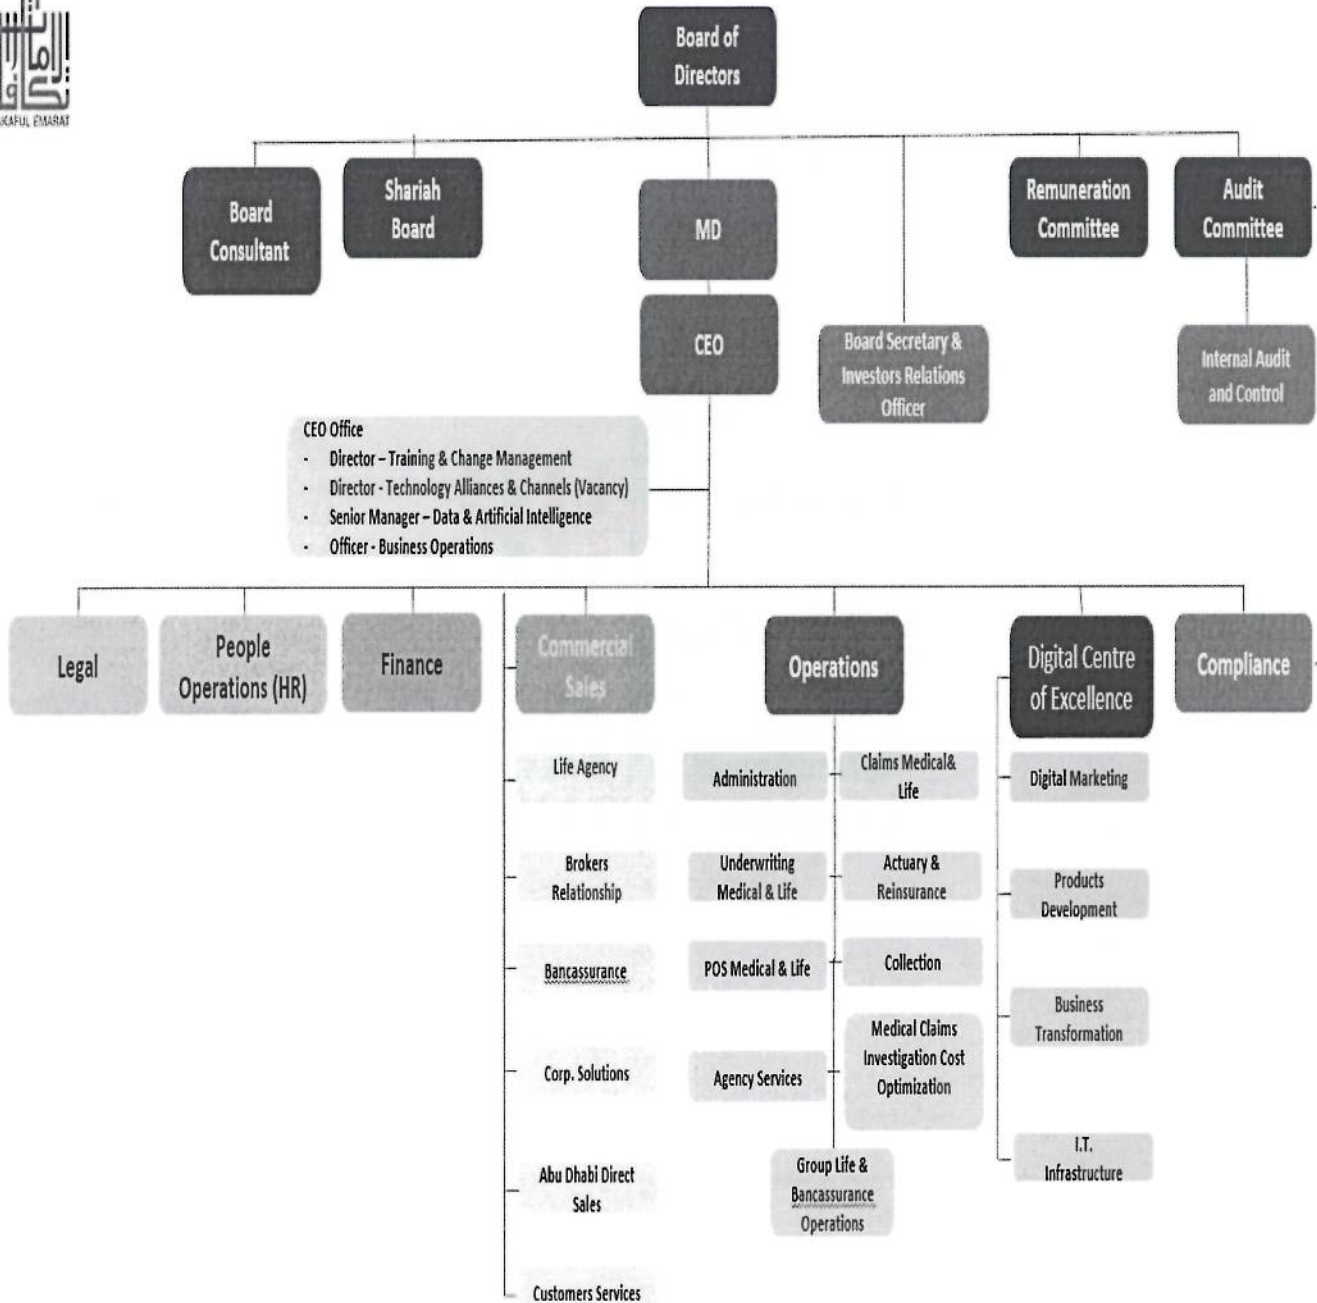 KAFUL EMARAT
Board of
Directors
Board
Consultant
Shariah
Board
MD
CEO
Board Secretary &
Investors Relations
Officer
Remuneration
Committee
Audit
Committee
Internal Audit
and Control
CEO Office
- Director – Training & Change Management
- Director - Technology Alliances & Channels (Vacancy)
- Senior Manager – Data & Artificial Intelligence
- Officer - Business Operations
Legal
People
Operations (HR)
Finance
Commercial
Sales
Operations
Digital Centre
of Excellence
Compliance
Life Agency
Brokers
Relationship
Bancassurance
Corp. Solutions
Abu Dhabi Direct
Sales
Customers Services
Administration
Claims Medical&
Life
Underwriting
Medical & Life
Actuary &
Reinsurance
POS Medical & Life
Collection
Agency Services
Medical Claims
Investigation Cost
Optimization
Group Life &
Bancassurance
Operations
Digital Marketing
Products
Development
Business
Transformation
I.T.
Infrastructure